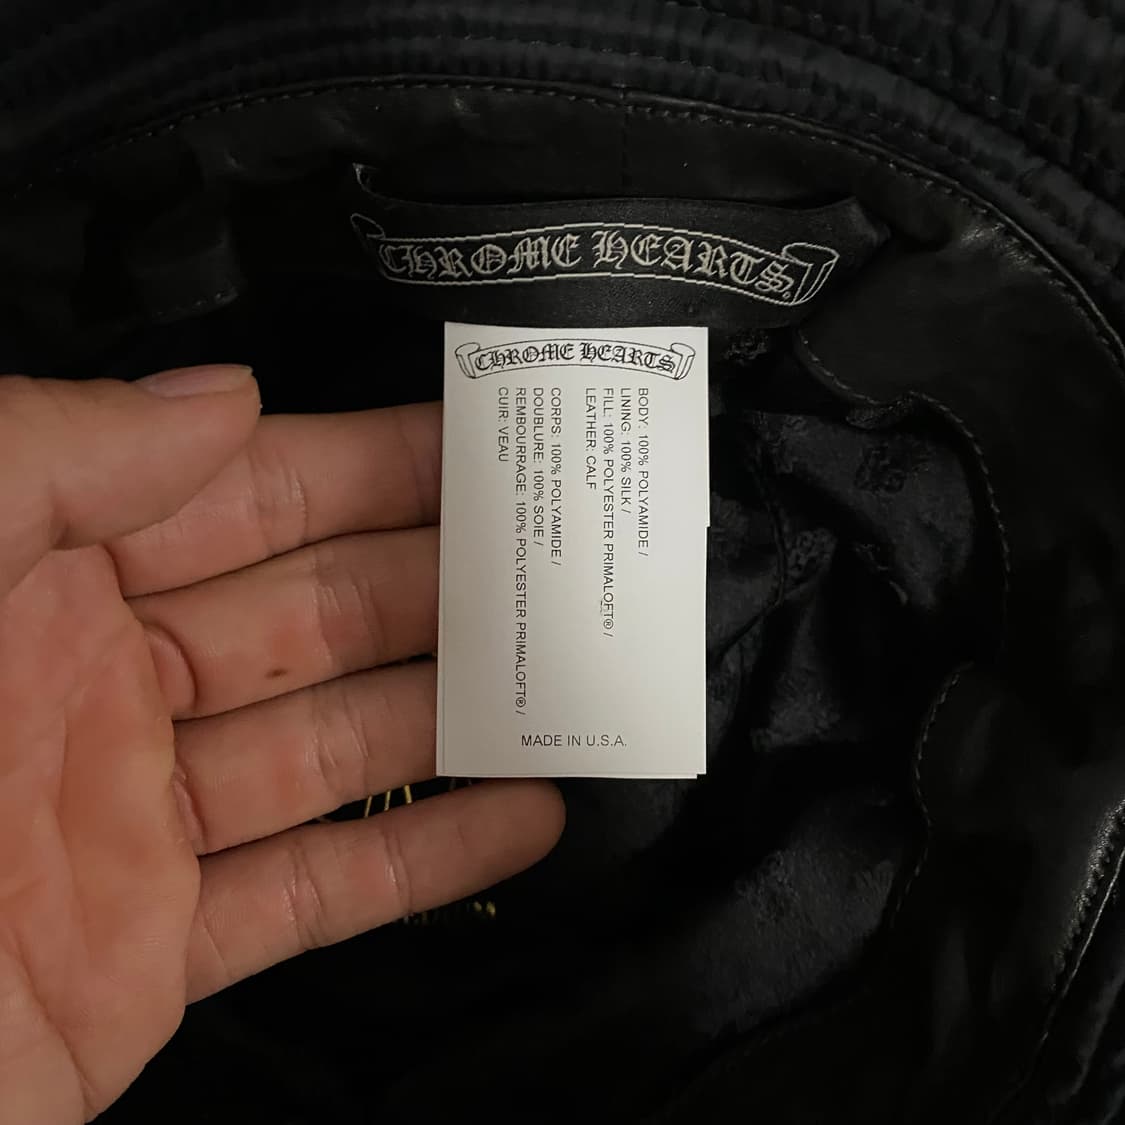 CHROME HEARTS
CHROME HEARTS
BODY: 100% POLYAMIDE /
LINING: 100% SILK /
FILL: 100% POLYESTER PRIMALOFT® /
LEATHER: CALF
CORPS: 100% POLYAMIDE /
DOUBLURE: 100% SOIE /
REMBOURRAGE: 100% POLYESTER PRIMALOFT® /
CUIR: VEAU
MADE IN U.S.A.